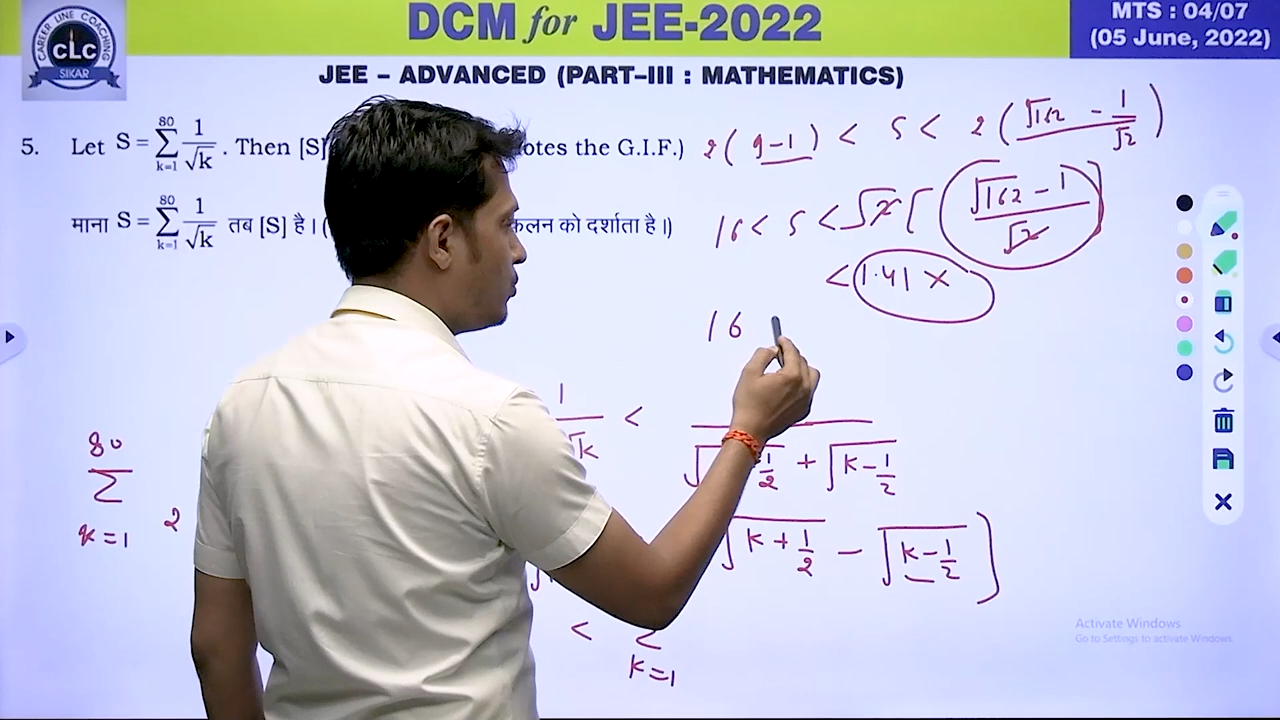 CAREER LINE COACHING
CLC
SIKAR
DCM for JEE-2022
MTS : 04/07
(05 June, 2022)
JEE – ADVANCED (PART–III : MATHEMATICS)
5. Let S = 80 ∑ k=1 1/√k . Then [S] otes the G.I.F.)
माना S = 80 ∑ k=1 1/√k तब [S] है। ( कलन को दर्शाता है।)
2(9-1) < S < 2(√162 - 1/√2)
16 < S < √2[(√162 - 1)/√2]
< 1.41 x
16
1/√k < √ 1/2 + √k-1/2
80 ∑ k=1 2
√k+1/2 - √k-1/2 ]
< ∑ k=1
Activate Windows
Go to Settings to activate Windows.